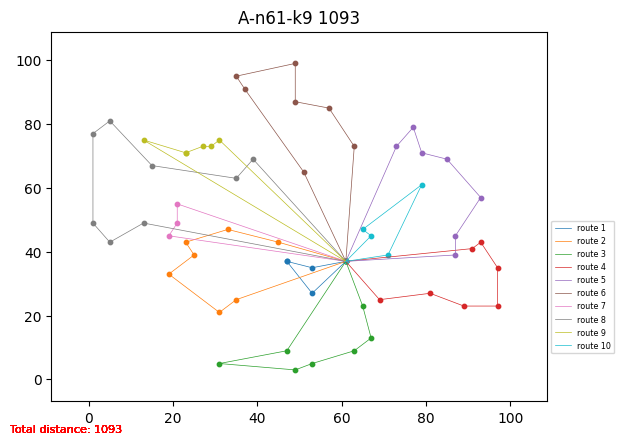 A-n61-k9 1093
100
80
60
40
20
0
0 20 40 60 80 100
route 1
route 2
route 3
route 4
route 5
route 6
route 7
route 8
route 9
route 10
Total distance: 1093